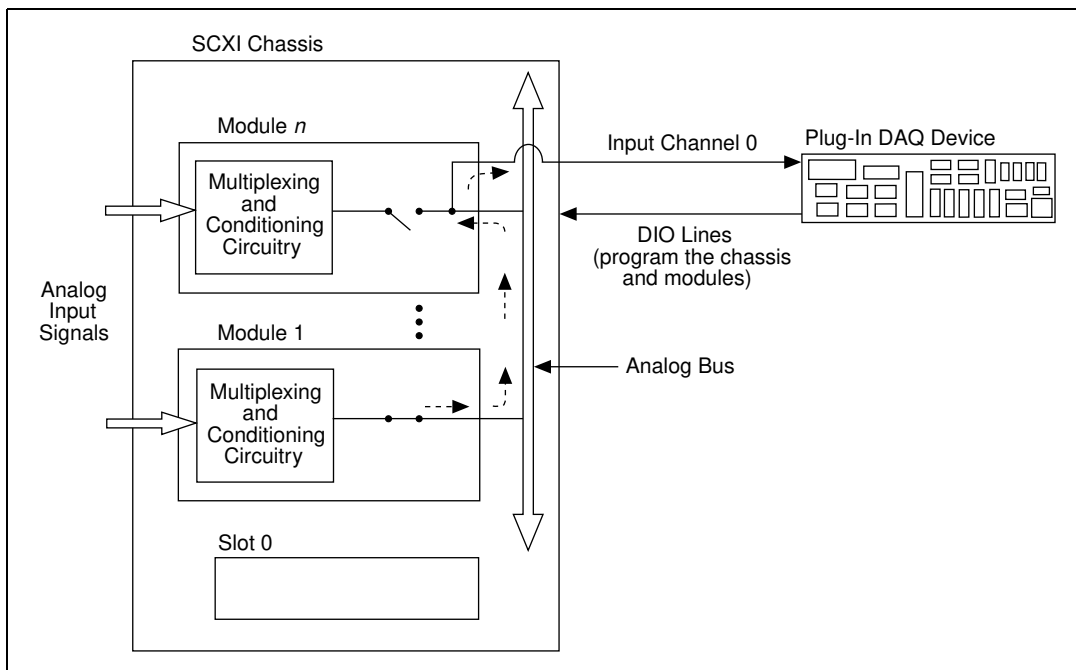 SCXI Chassis
Module n
Multiplexing
and
Conditioning
Circuitry
Input Channel 0
Plug-In DAQ Device
DIO Lines
(program the chassis
and modules)
Analog
Input
Signals
Module 1
Multiplexing
and
Conditioning
Circuitry
Analog Bus
Slot 0